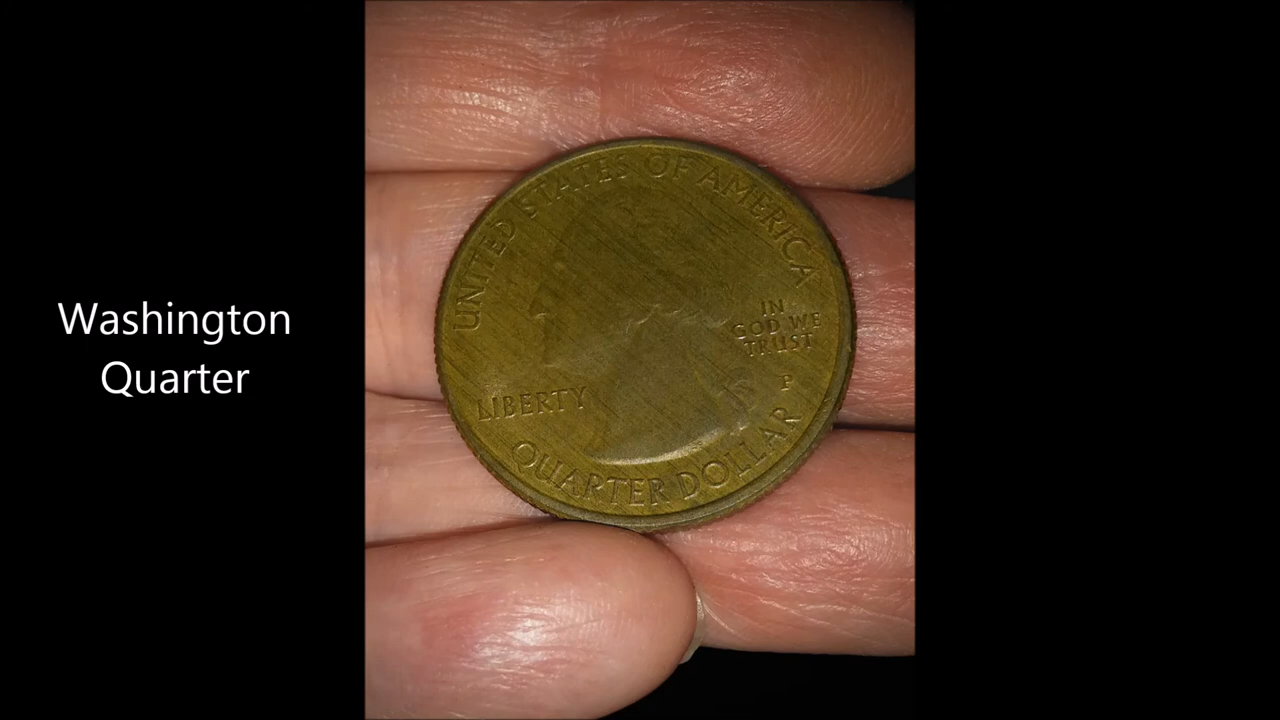 Washington
Quarter
UNITED STATES OF AMERICA
IN
GOD WE
TRUST
P
LIBERTY
QUARTER DOLLAR